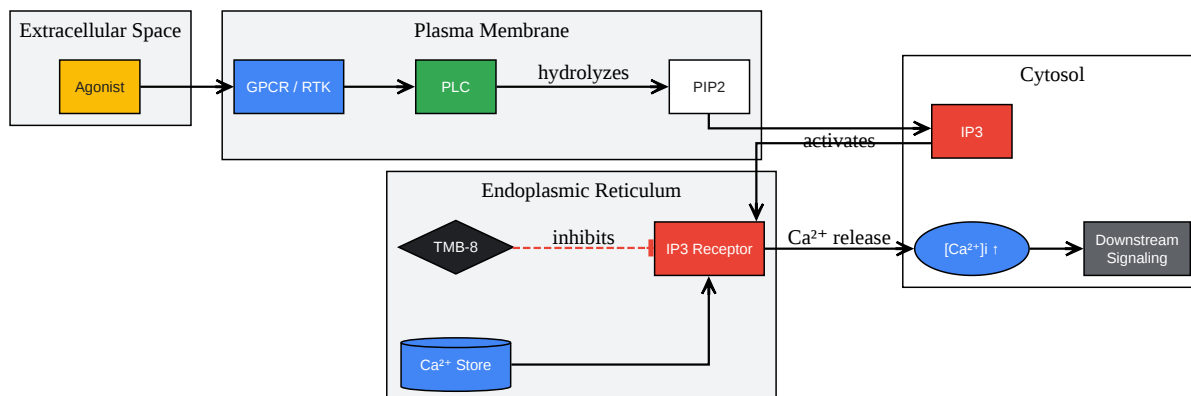 Extracellular Space
Agonist
Plasma Membrane
GPCR / RTK
PLC
hydrolyzes
PIP2
Cytosol
IP3
activates
Endoplasmic Reticulum
TMB-8
inhibits
IP3 Receptor
Ca²⁺ release
[Ca²⁺]i ↑
Downstream
Signaling
Ca²⁺ Store